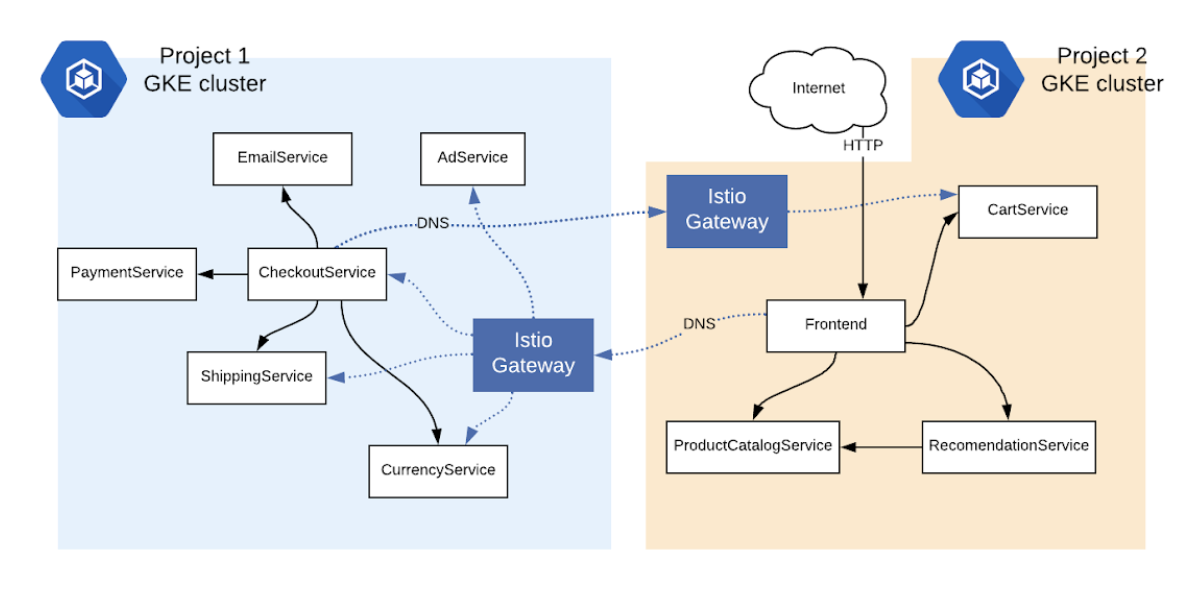 Project 1
GKE cluster
Project 2
GKE cluster
Internet
HTTP
EmailService
AdService
Istio
Gateway
CartService
DNS
PaymentService
CheckoutService
Istio
Gateway
DNS
Frontend
ShippingService
CurrencyService
ProductCatalogService
RecomendationService